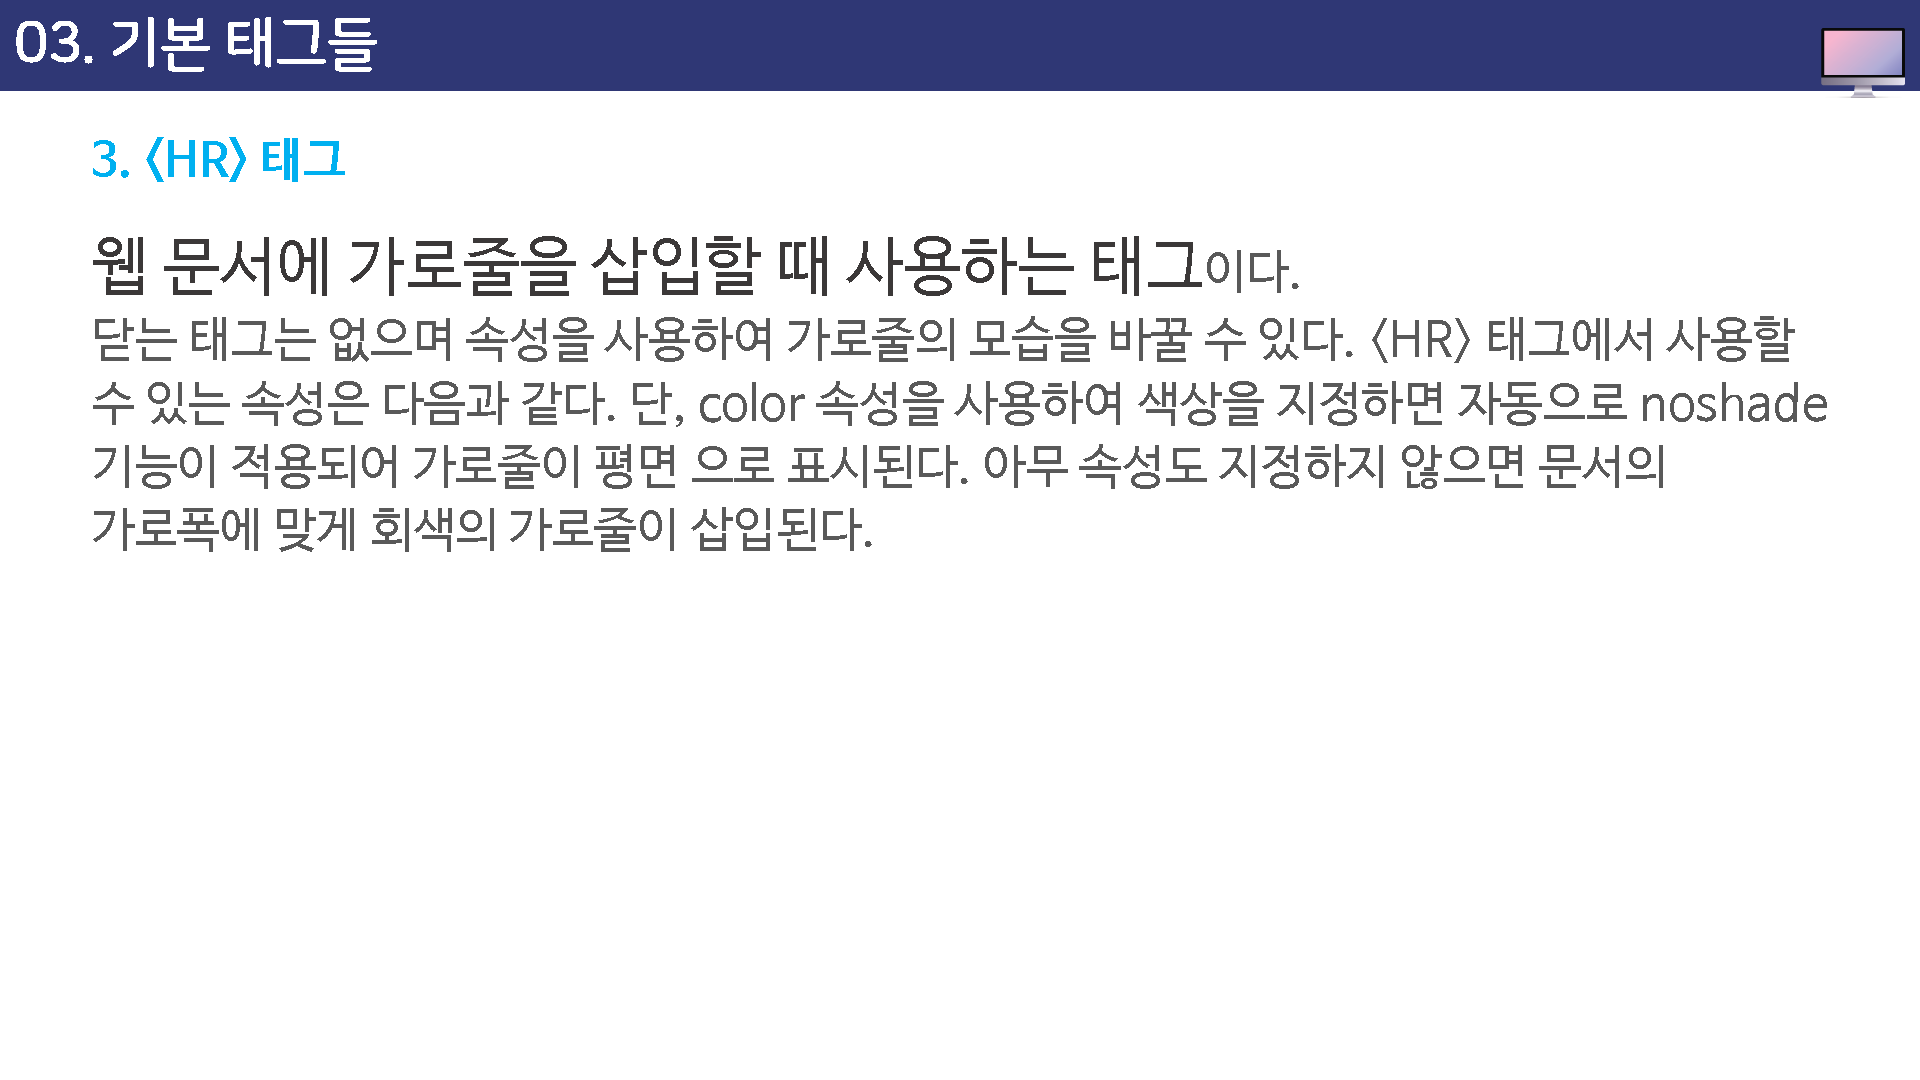 03. 기본 태그들
3. <HR> 태그
웹 문서에 가로줄을 삽입할 때 사용하는 태그이다.
닫는 태그는 없으며 속성을 사용하여 가로줄의 모습을 바꿀 수 있다. <HR> 태그에서 사용할
수 있는 속성은 다음과 같다. 단, color 속성을 사용하여 색상을 지정하면 자동으로 noshade
기능이 적용되어 가로줄이 평면 으로 표시된다. 아무 속성도 지정하지 않으면 문서의
가로폭에 맞게 회색의 가로줄이 삽입된다.